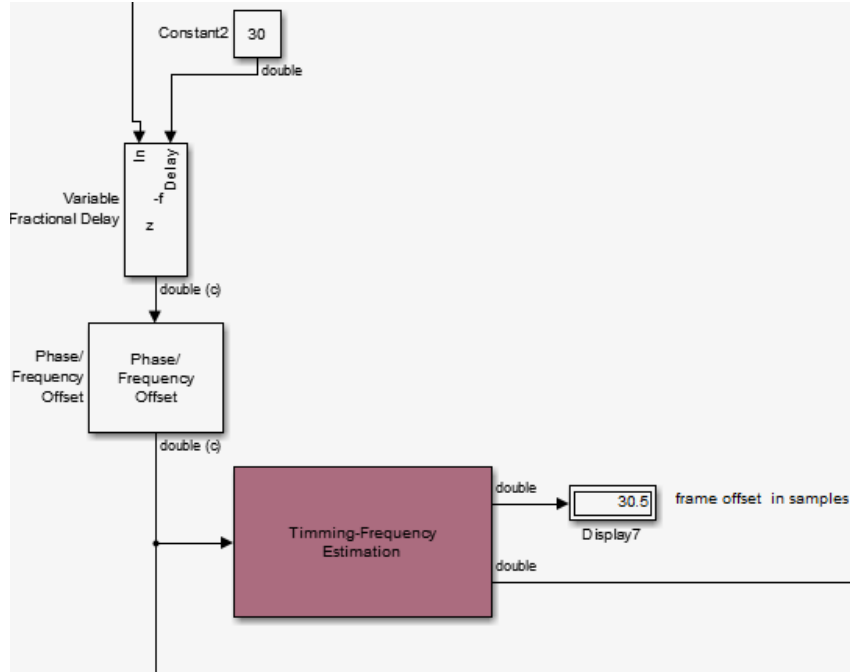 Constant2
30
double
In
Delay
-f
z
Variable
Fractional Delay
double (c)
Phase/
Frequency
Offset
Phase/
Frequency
Offset
double (c)
Timming-Frequency
Estimation
double
30.5
frame offset in samples
Display7
double